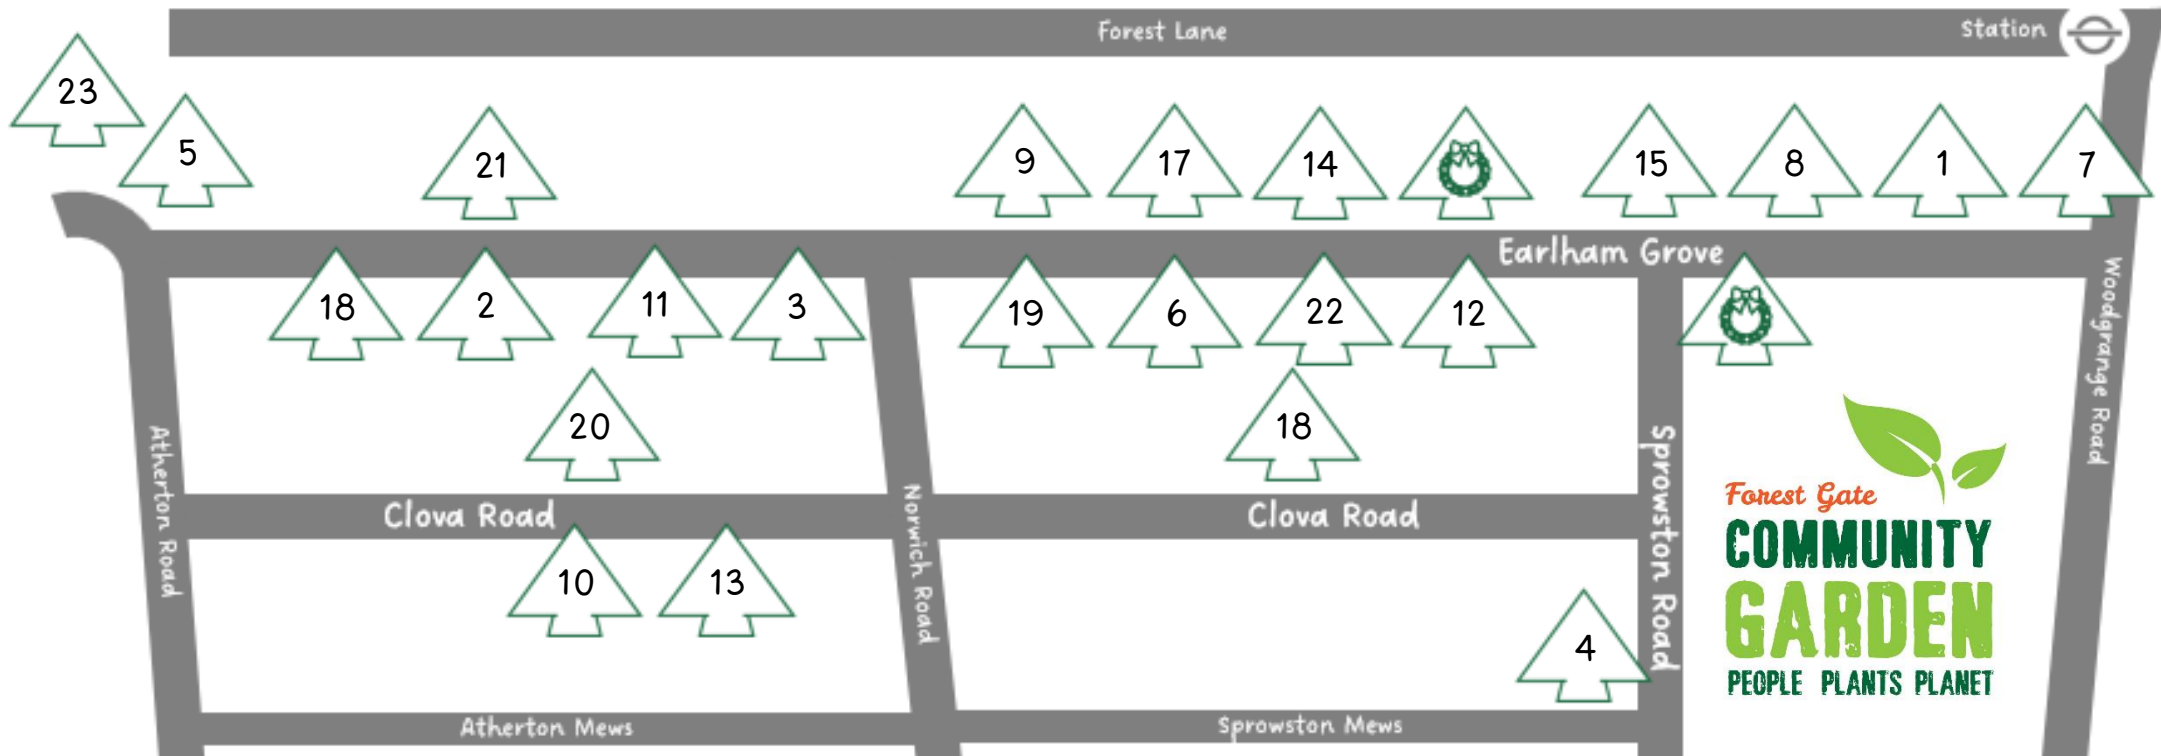 Forest Lane
Station
23
5
21
9
17
14
15
8
1
7
Earlham Grove
18
2
11
3
19
6
22
12
Woodgrange Road
20
18
Atherton Road
Clova Road
Norwich Road
Clova Road
Sprowston Road
Forest Gate
COMMUNITY
GARDEN
PEOPLE PLANTS PLANET
10
13
4
Atherton Mews
Sprowston Mews